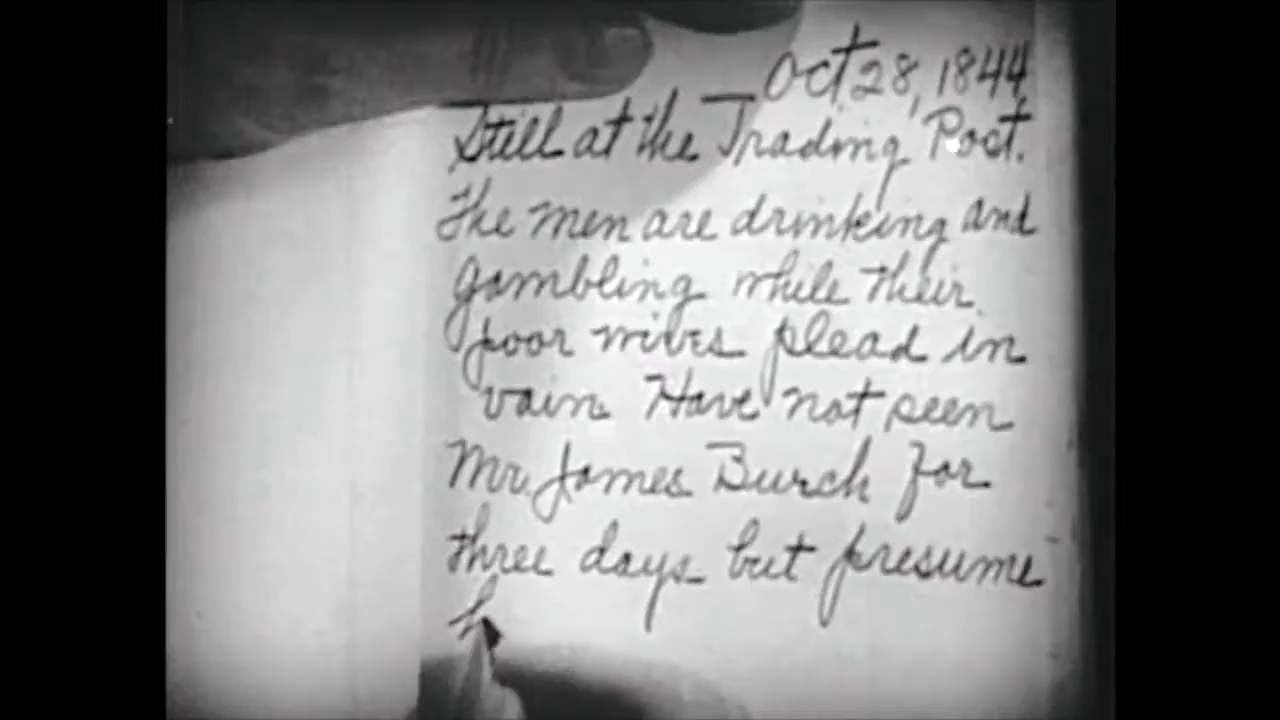 Oct 28, 1844
Still at the Trading Post.
The men are drinking and
gambling while their
poor wives plead in
vain. Have not seen
Mr. James Burch for
three days but presume
h